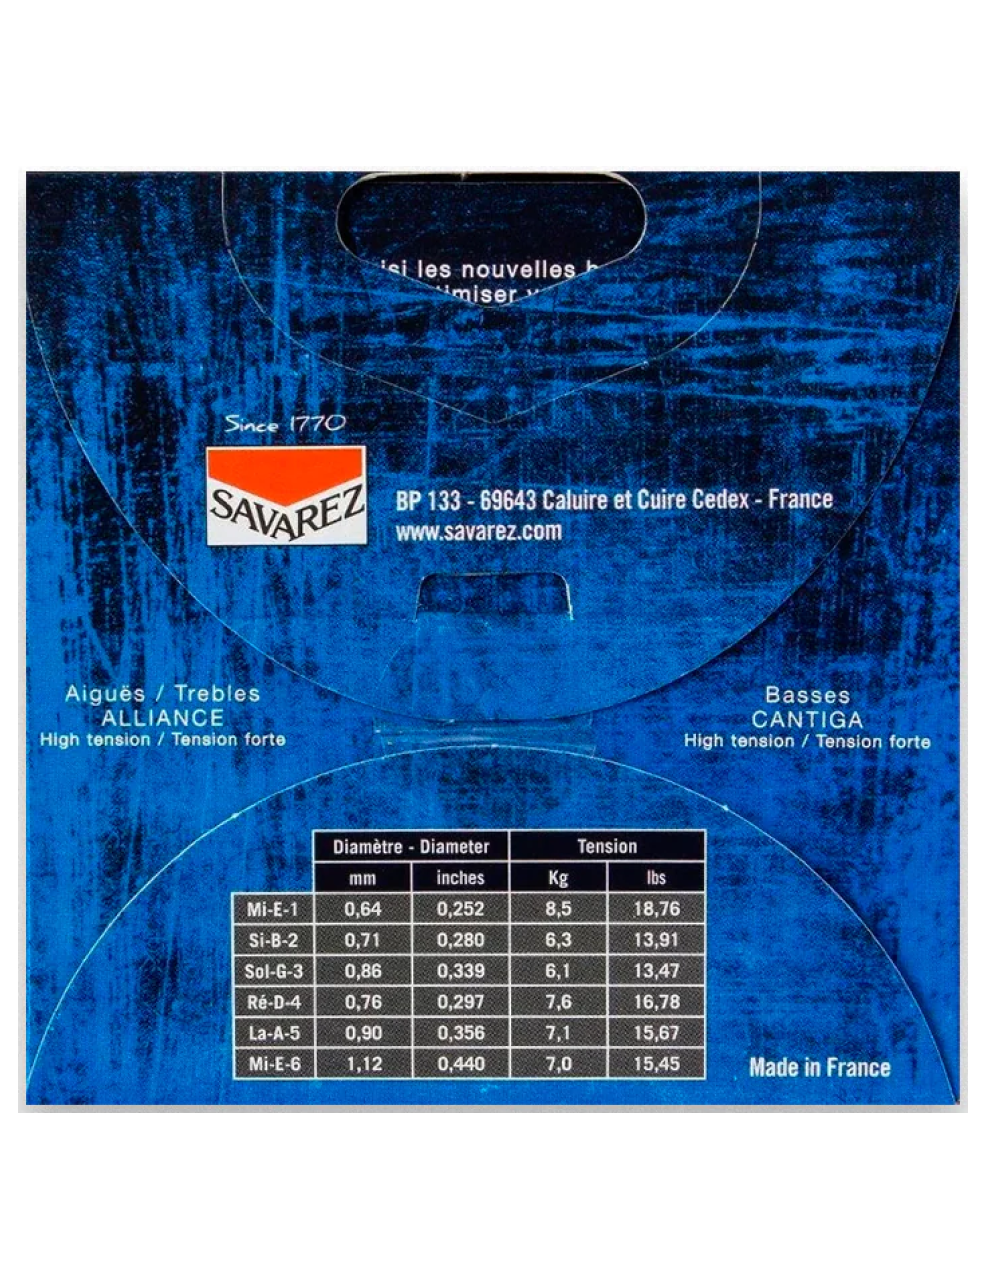 les nouvelles
Since 1770
SAVAREZ
BP 133 - 69643 Caluire et Cuire Cedex - France
www.savarez.com
Aiguës / Trebles
ALLIANCE
High tension / Tension forte
Basses
CANTIGA
High tension / Tension forte
Diamètre - Diameter Tension
mm inches Kg lbs
Mi-E-1 0,64 0,252 8,5 18,76
Si-B-2 0,71 0,280 6,3 13,91
Sol-G-3 0,86 0,339 6,1 13,47
Ré-D-4 0,76 0,297 7,6 16,78
La-A-5 0,90 0,356 7,1 15,67
Mi-E-6 1,12 0,440 7,0 15,45
Made in France